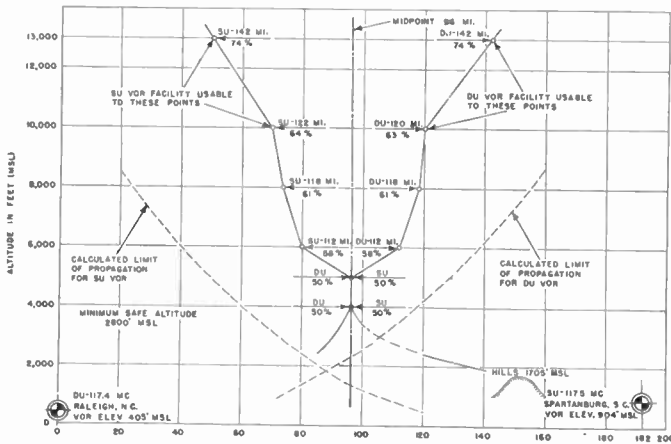 MIDPOINT 96 MI.
SU-142 MI.
74 %
DU-142 MI.
74 %
13,000
12,000
10,000
8,000
6,000
4,000
2,000
0
ALTITUDE IN FEET (MSL)
SU VOR FACILITY USABLE
TO THESE POINTS
DU VOR FACILITY USABLE
TO THESE POINTS
SU-122 MI.
64 %
DU-120 MI.
63 %
SU-118 MI.
61 %
DU-118 MI.
61 %
SU-112 MI.
58 %
DU-112 MI.
58 %
CALCULATED LIMIT
OF PROPAGATION
FOR SU VOR
CALCULATED LIMIT
OF PROPAGATION
FOR DU VOR
DU
50%
SU
50%
DU
50%
SU
50%
MINIMUM SAFE ALTITUDE
2800' MSL
HILLS 1705' MSL
DU-117.4 MC
RALEIGH, N.C.
VOR ELEV 405' MSL
SU-117.5 MC
SPARTANBURG, S.C.
VOR ELEV. 904' MSL
0 20 40 60 80 100 120 140 160 180 192 200